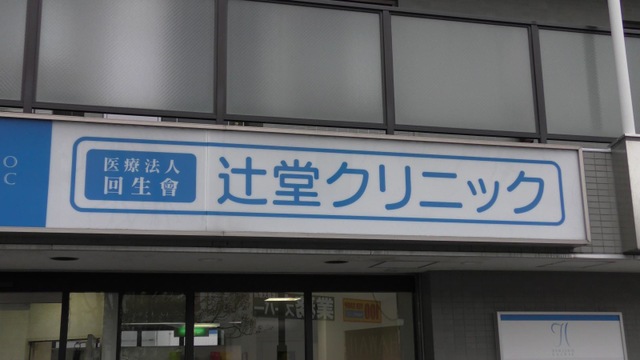 医療法人
回生會
辻堂クリニック
O
C